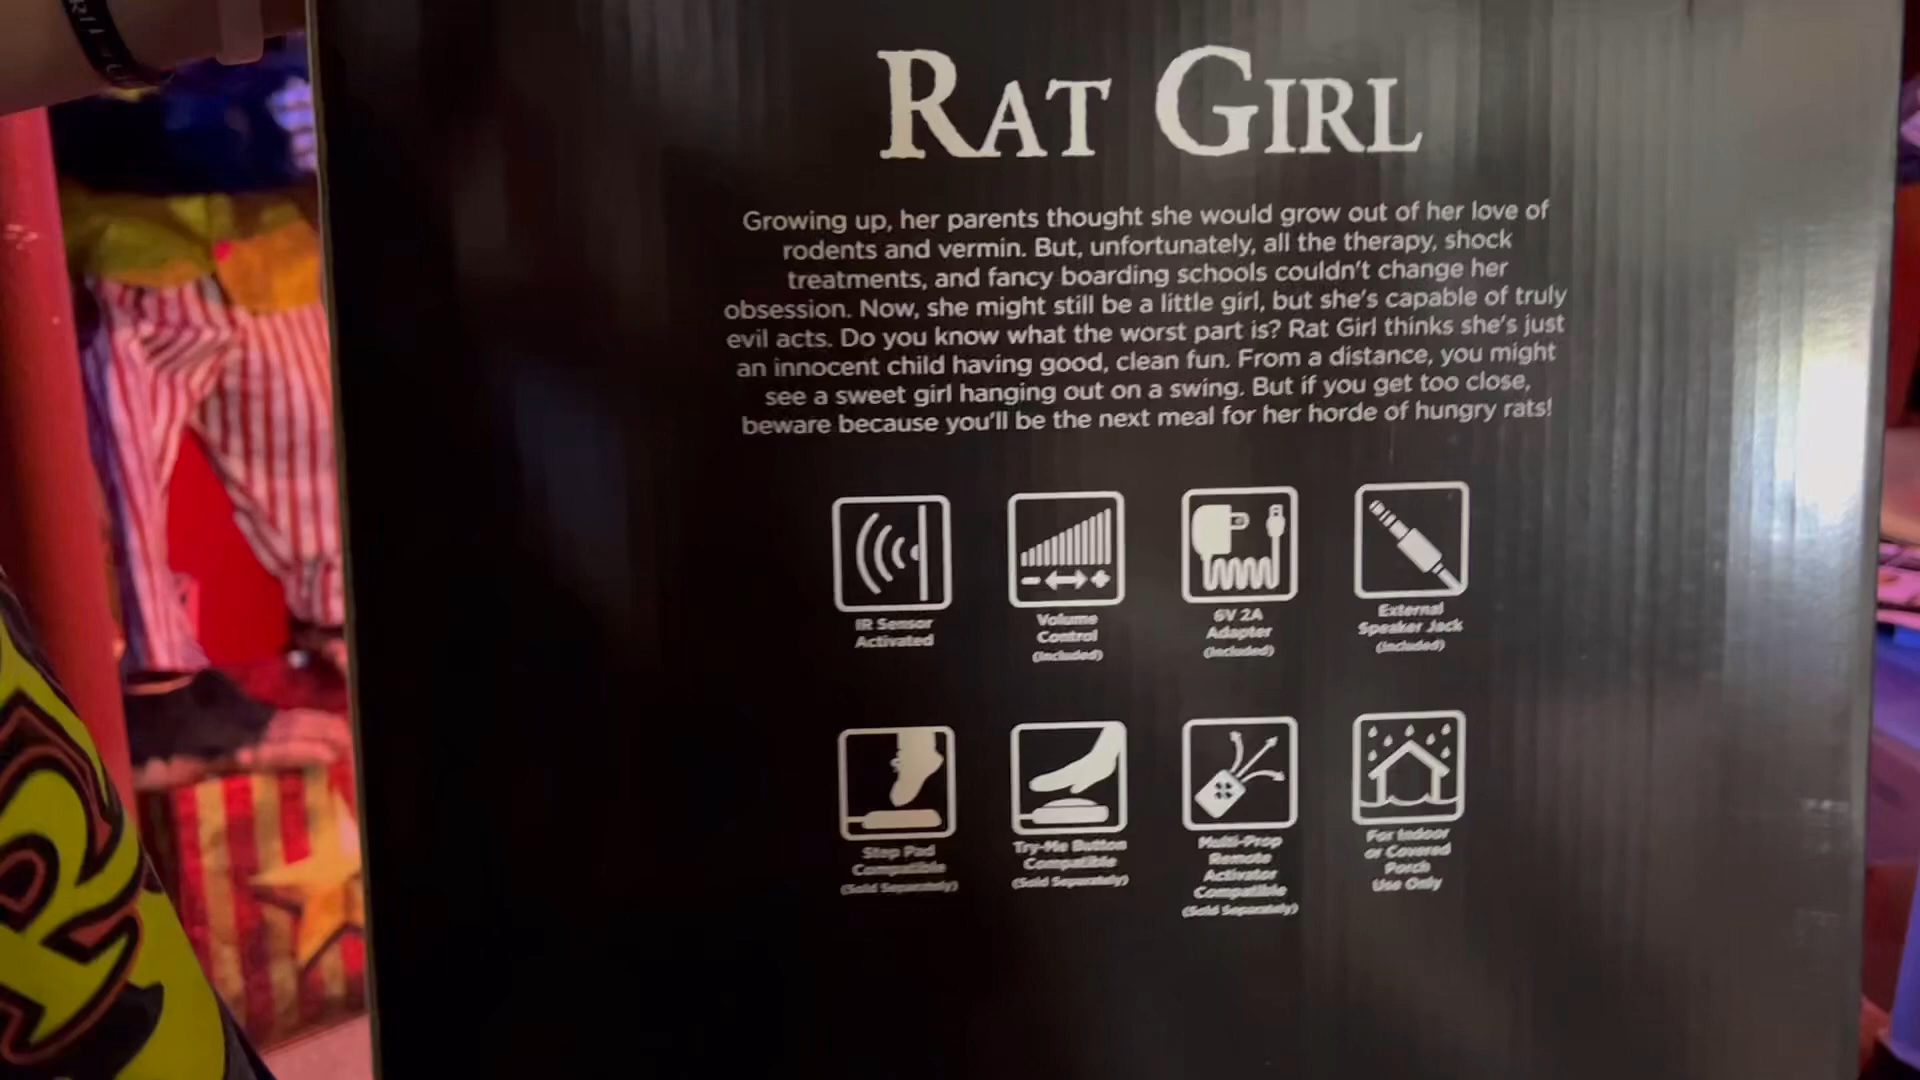 RAT GIRL
Growing up, her parents thought she would grow out of her love of
rodents and vermin. But, unfortunately, all the therapy, shock
treatments, and fancy boarding schools couldn't change her
obsession. Now, she might still be a little girl, but she's capable of truly
evil acts. Do you know what the worst part is? Rat Girl thinks she's just
an innocent child having good, clean fun. From a distance, you might
see a sweet girl hanging out on a swing. But if you get too close,
beware because you'll be the next meal for her horde of hungry rats!
IR Sensor
Activated
Volume
Control
(Included)
6V 2A
Adapter
(Included)
External
Speaker Jack
(Included)
Step Pad
Compatible
(Sold Separately)
Try-Me Button
Compatible
(Sold Separately)
Multi-Prop
Remote
Activator
Compatible
(Sold Separately)
For Indoor
or Covered
Porch
Use Only